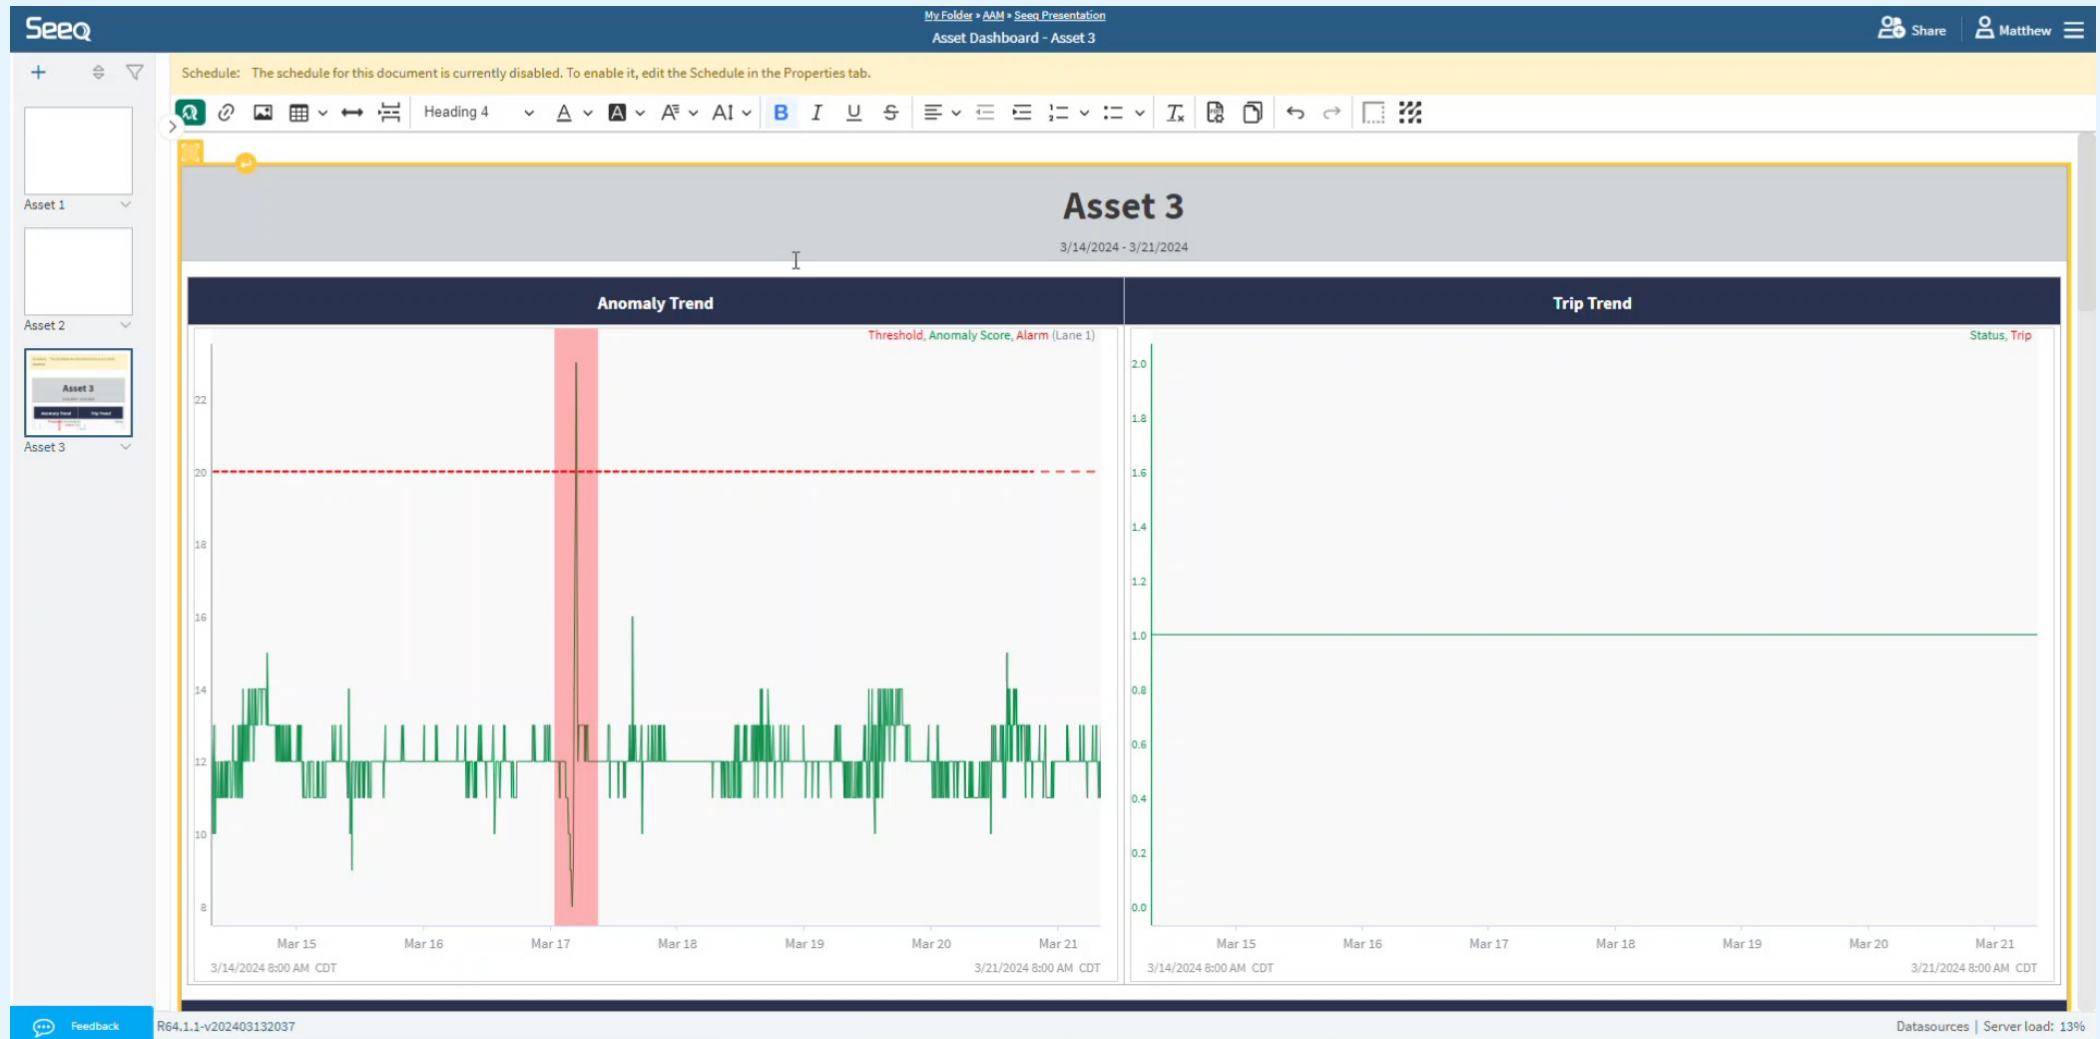 Seeq
My Folder » AAM » Seeq Presentation
Asset Dashboard - Asset 3
Share
Matthew
Schedule: The schedule for this document is currently disabled. To enable it, edit the Schedule in the Properties tab.
Heading 4
Asset 1
Asset 2
Asset 3
Asset 3
Anomaly Trend
Trip Trend
Asset 3
3/14/2024 - 3/21/2024
Anomaly Trend
Threshold, Anomaly Score, Alarm (Lane 1)
22
20
18
16
14
12
10
8
Mar 15 Mar 16 Mar 17 Mar 18 Mar 19 Mar 20 Mar 21
3/14/2024 8:00 AM CDT
3/21/2024 8:00 AM CDT
Trip Trend
Status, Trip
2.0
1.8
1.6
1.4
1.2
1.0
0.8
0.6
0.4
0.2
0.0
Mar 15 Mar 16 Mar 17 Mar 18 Mar 19 Mar 20 Mar 21
3/14/2024 8:00 AM CDT
3/21/2024 8:00 AM CDT
Feedback
R64.1.1-v202403132037
Datasources | Server load: 13%